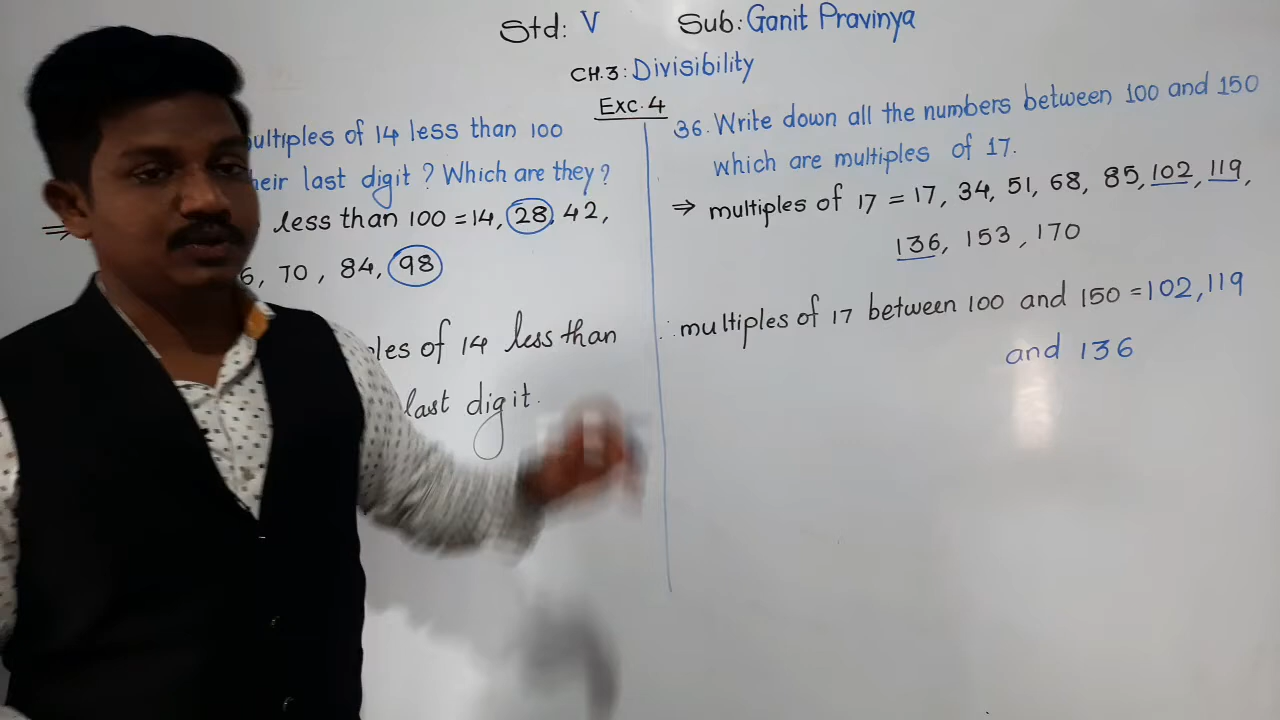 Std: V Sub: Ganit Pravinya
CH.3: Divisibility
Exc. 4
multiples of 14 less than 100
their last digit? Which are they?
⇒ less than 100 = 14, 28, 42,
6, 70, 84, 98
les of 14 less than
last digit.
36. Write down all the numbers between 100 and 150
which are multiples of 17.
⇒ multiples of 17 = 17, 34, 51, 68, 85, 102, 119,
136, 153, 170
∴ multiples of 17 between 100 and 150 = 102, 119
and 136